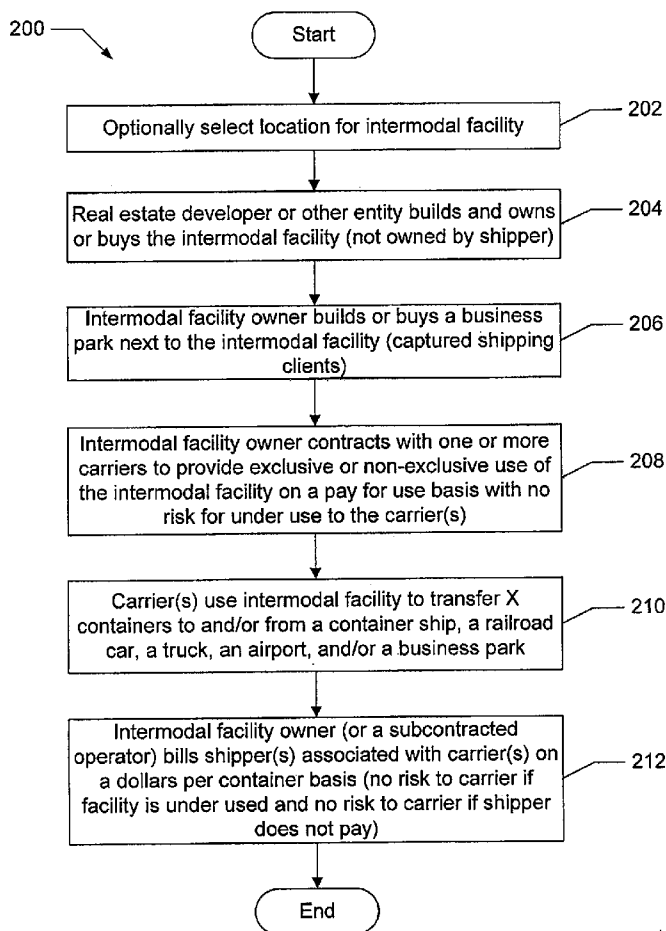 200
Start
Optionally select location for intermodal facility
202
Real estate developer or other entity builds and owns
or buys the intermodal facility (not owned by shipper)
204
Intermodal facility owner builds or buys a business
park next to the intermodal facility (captured shipping
clients)
206
Intermodal facility owner contracts with one or more
carriers to provide exclusive or non-exclusive use of
the intermodal facility on a pay for use basis with no
risk for under use to the carrier(s)
208
Carrier(s) use intermodal facility to transfer X
containers to and/or from a container ship, a railroad
car, a truck, an airport, and/or a business park
210
Intermodal facility owner (or a subcontracted
operator) bills shipper(s) associated with carrier(s) on
a dollars per container basis (no risk to carrier if
facility is under used and no risk to carrier if shipper
does not pay)
212
End